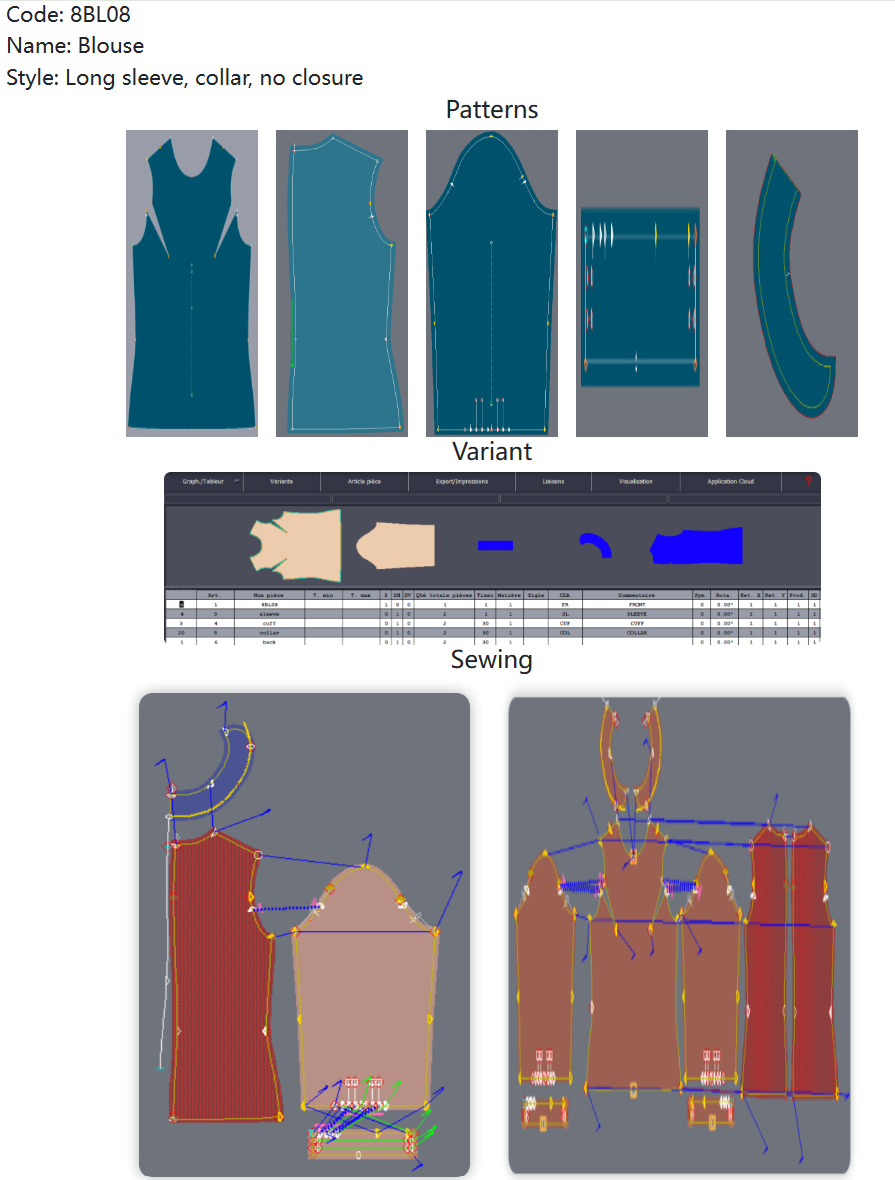 Code: 8BL08
Name: Blouse
Style: Long sleeve, collar, no closure
Patterns
Variant
Graph./Tableur Variante Article pièce Export/Impressions Liaisons Visualisation Application Cloud ?
Art. Nom pièce T. min T. max S DH DV Qté totale pièces Tissu Matière Sigle CDA Commentaire Sym. Rota. Ret. X Ret. Y Prod. 3D
1 8BL08 1 0 0 1 1 1 FR FRONT 0 0.00° 1 1 1 1
4 3 sleeve 0 1 0 2 1 1 SL SLEEVE 0 0.00° 1 1 1 1
3 4 cuff 0 1 0 2 30 1 CUF CUFF 0 0.00° 1 1 1 1
20 5 collar 0 1 0 2 30 1 COL COLLAR 0 0.00° 1 1 1 1
1 6 back 0 1 0 2 30 1 0 0.00° 1 1 1 1
Sewing